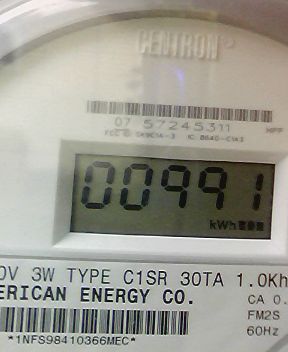 CENTRON
07 57245311
00991
kWh
0V 3W TYPE C1SR 30TA 1.0Kh
ERICAN ENERGY CO.
CA 0.
FM2S
60Hz
*1NFS98410366MEC*